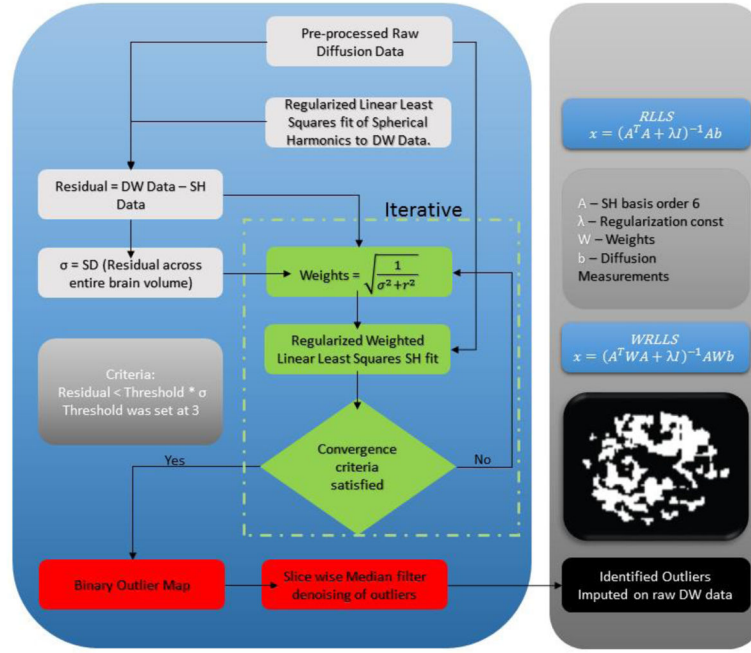 Pre-processed Raw
Diffusion Data
Regularized Linear Least
Squares fit of Spherical
Harmonics to DW Data.
Residual = DW Data – SH
Data
Iterative
σ = SD (Residual across
entire brain volume)
Weights = √(1/(σ²+r²))
Regularized Weighted
Linear Least Squares SH fit
Criteria:
Residual < Threshold * σ
Threshold was set at 3
Convergence
criteria
satisfied
Yes
No
Binary Outlier Map
Slice wise Median filter
denoising of outliers
RLLS
x = (AᵀA + λI)⁻¹Ab
A – SH basis order 6
λ – Regularization const
W – Weights
b – Diffusion
Measurements
WRLLS
x = (AᵀWA + λI)⁻¹AWb
Identified Outliers
Imputed on raw DW data